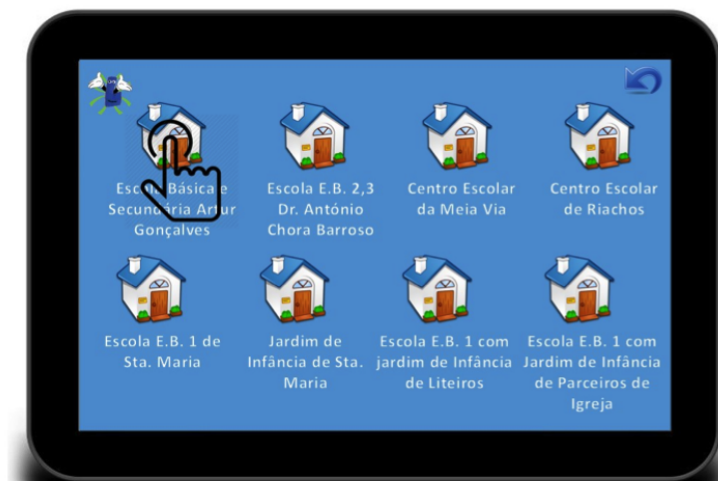 Escola Básica e
Secundária Artur
Gonçalves
Escola E.B. 2,3
Dr. António
Chora Barroso
Centro Escolar
da Meia Via
Centro Escolar
de Riachos
Escola E.B. 1 de
Sta. Maria
Jardim de
Infância de Sta.
Maria
Escola E.B. 1 com
jardim de Infância
de Liteiros
Escola E.B. 1 com
Jardim de Infância
de Parceiros de
Igreja